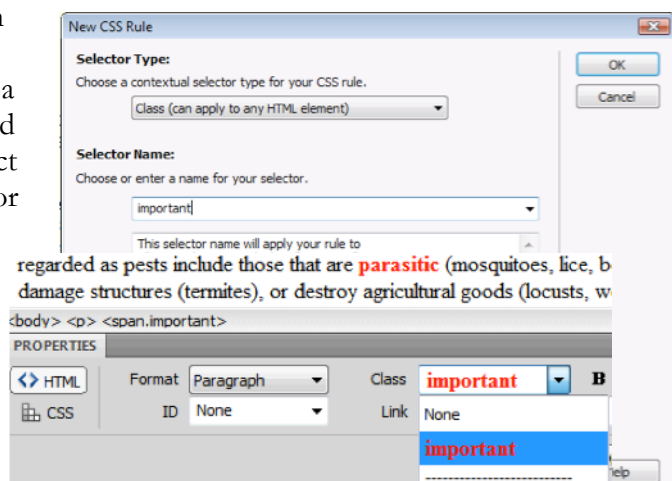 New CSS Rule
Selector Type:
Choose a contextual selector type for your CSS rule.
Class (can apply to any HTML element)
OK
Cancel
a
Selector Name:
Choose or enter a name for your selector.
or
important
This selector name will apply your rule to
regarded as pests include those that are parasitic (mosquitoes, lice,
damage structures (termites), or destroy agricultural goods (locusts,
<body> <p> <span.important>
PROPERTIES
<> HTML Format Paragraph Class important B
CSS ID None Link None
important